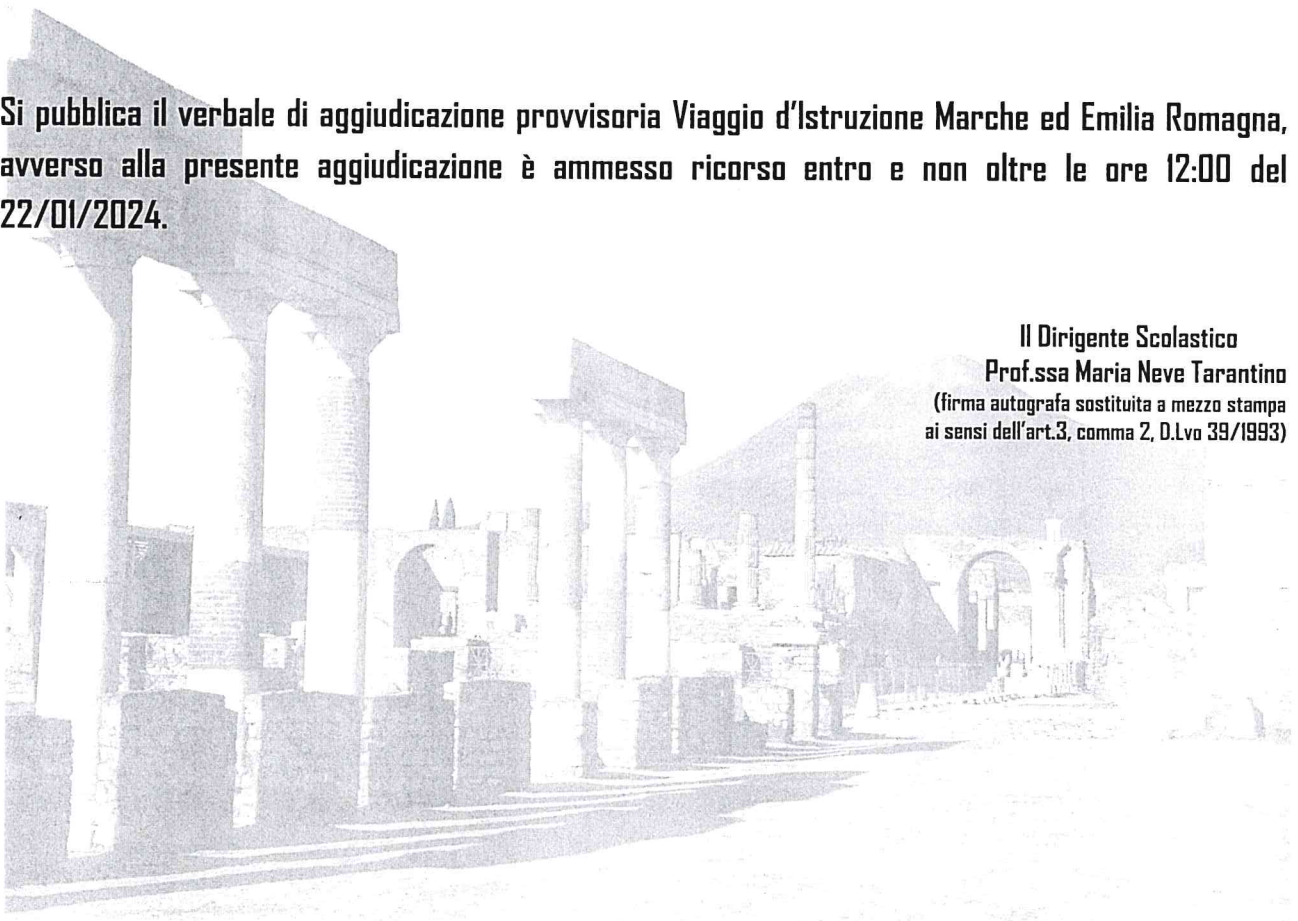 Si pubblica il verbale di aggiudicazione provvisoria Viaggio d'Istruzione Marche ed Emilia Romagna,
avverso alla presente aggiudicazione è ammesso ricorso entro e non oltre le ore 12:00 del
22/01/2024.
Il Dirigente Scolastico
Prof.ssa Maria Neve Tarantino
(firma autografa sostituita a mezzo stampa
ai sensi dell'art.3, comma 2, D.Lvo 39/1993)